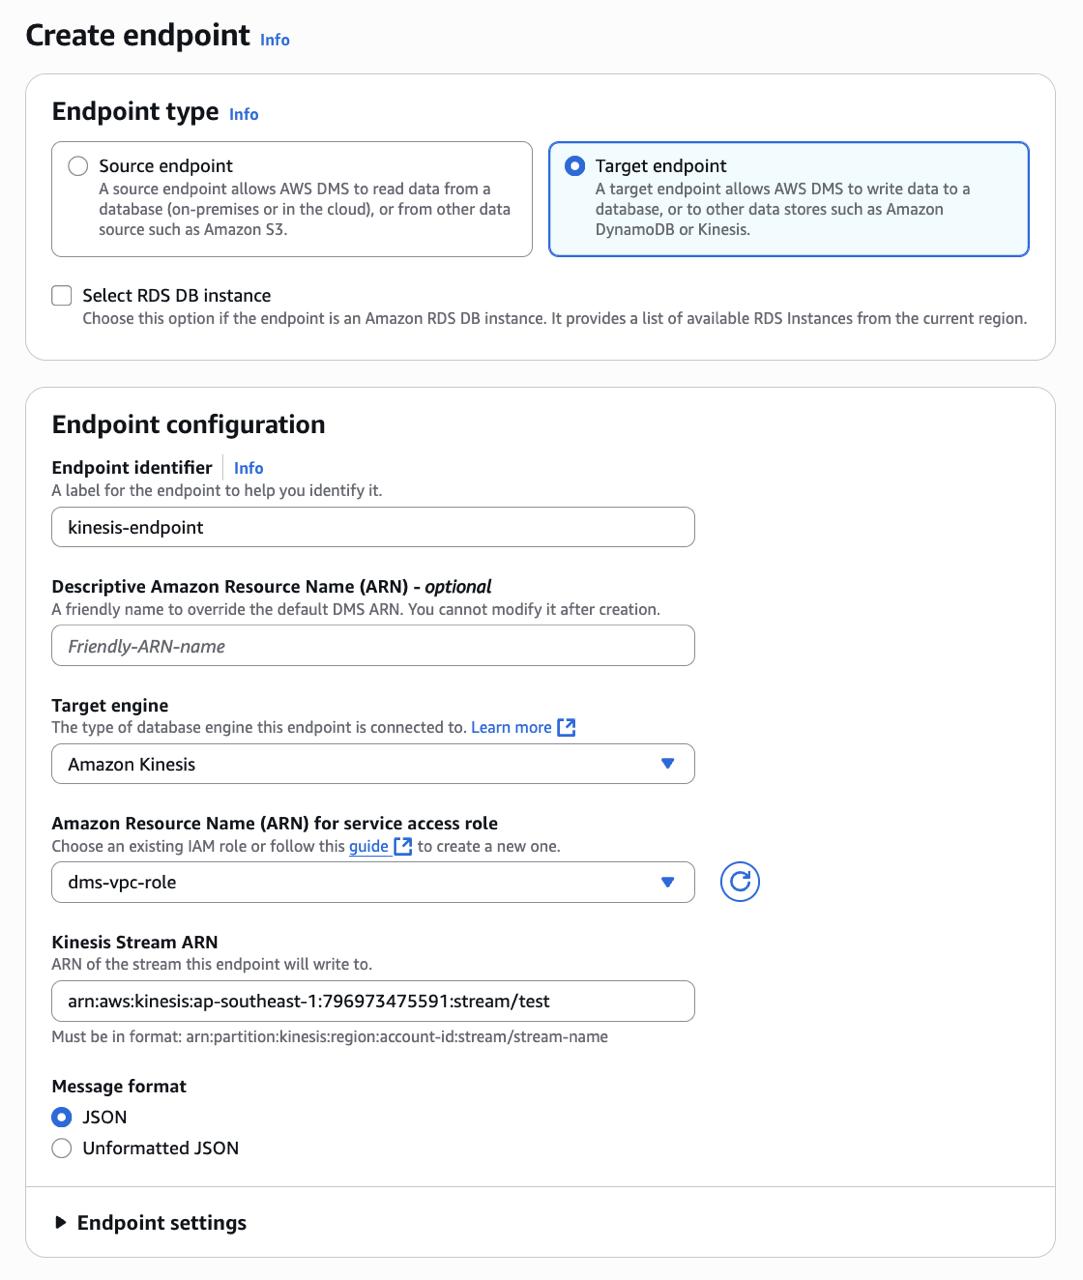 Create endpoint Info
Endpoint type Info
Source endpoint
A source endpoint allows AWS DMS to read data from a
database (on-premises or in the cloud), or from other data
source such as Amazon S3.
Target endpoint
A target endpoint allows AWS DMS to write data to a
database, or to other data stores such as Amazon
DynamoDB or Kinesis.
Select RDS DB instance
Choose this option if the endpoint is an Amazon RDS DB instance. It provides a list of available RDS Instances from the current region.
Endpoint configuration
Endpoint identifier Info
A label for the endpoint to help you identify it.
kinesis-endpoint
Descriptive Amazon Resource Name (ARN) - optional
A friendly name to override the default DMS ARN. You cannot modify it after creation.
Friendly-ARN-name
Target engine
The type of database engine this endpoint is connected to. Learn more
Amazon Kinesis
Amazon Resource Name (ARN) for service access role
Choose an existing IAM role or follow this guide to create a new one.
dms-vpc-role
Kinesis Stream ARN
ARN of the stream this endpoint will write to.
arn:aws:kinesis:ap-southeast-1:796973475591:stream/test
Must be in format: arn:partition:kinesis:region:account-id:stream/stream-name
Message format
JSON
Unformatted JSON
Endpoint settings